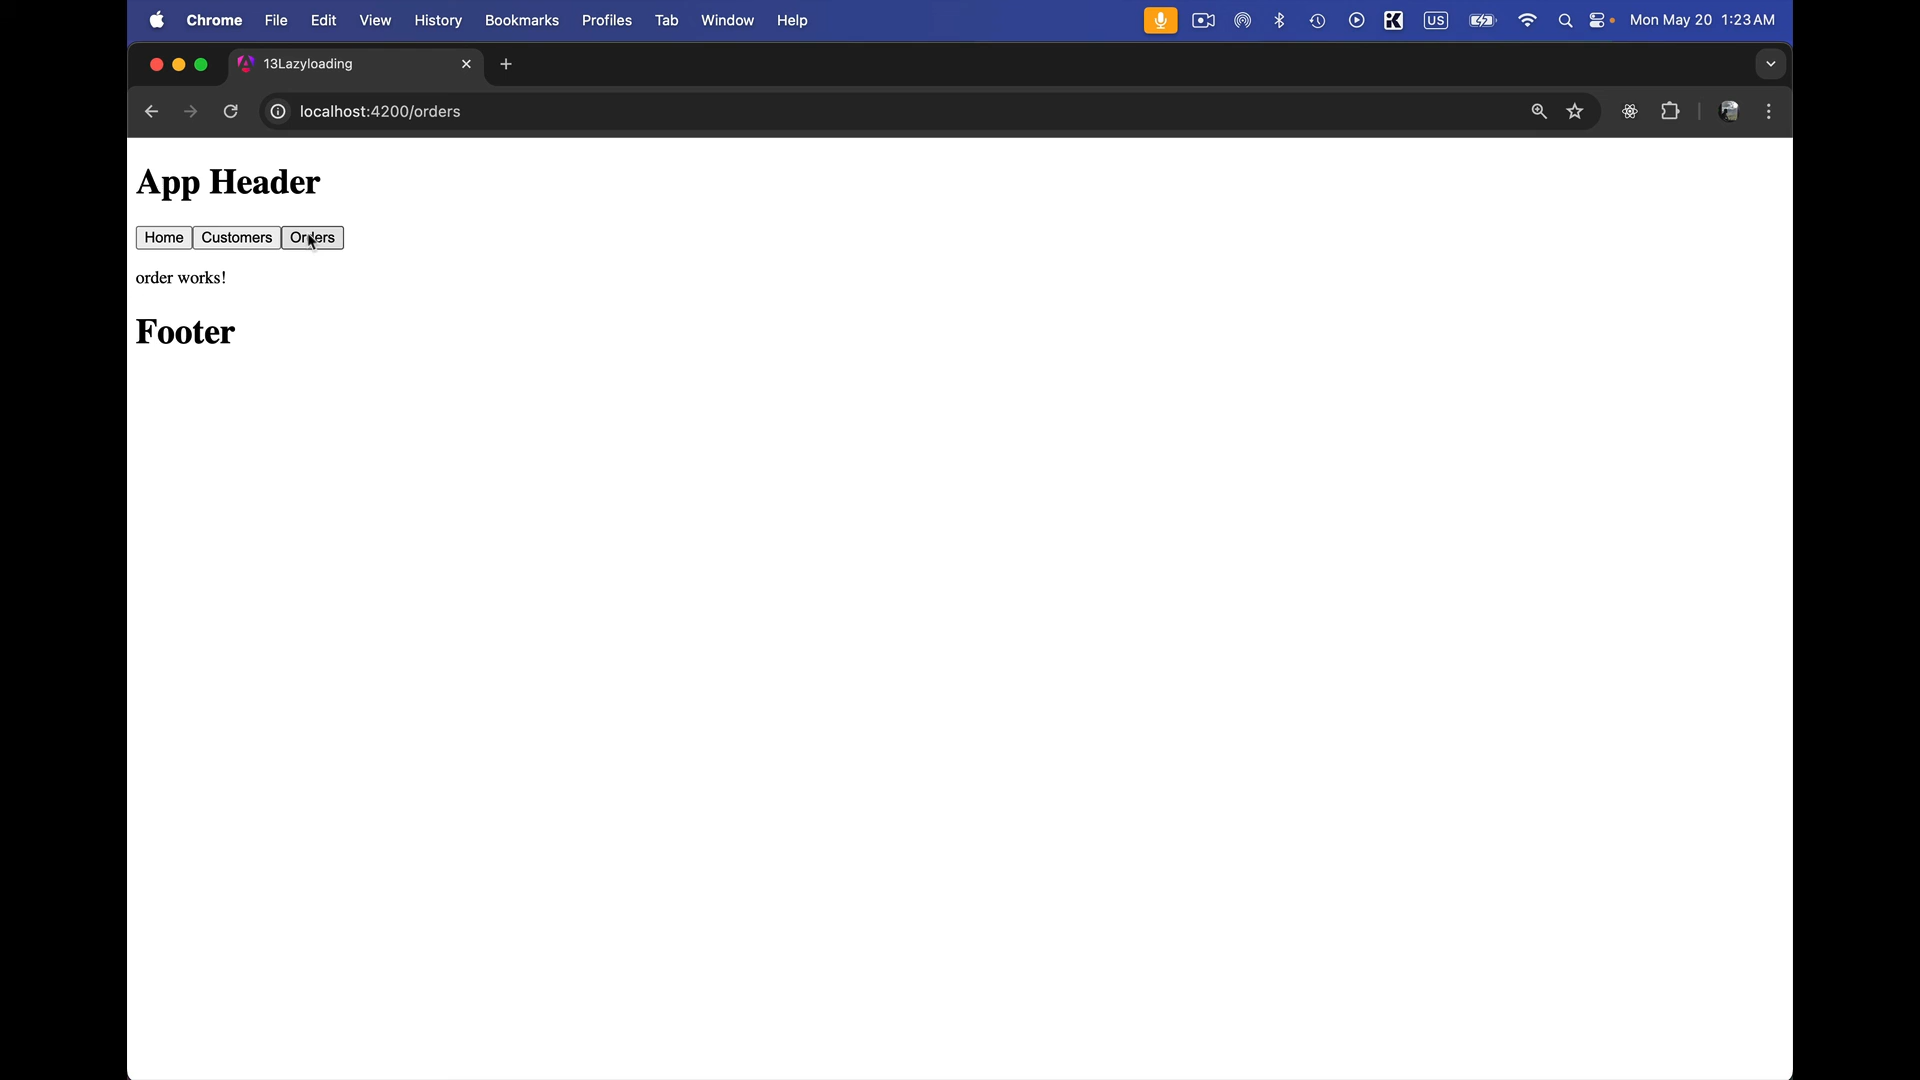 Chrome File Edit View History Bookmarks Profiles Tab Window Help US Mon May 20 1:23 AM
13Lazyloading
localhost:4200/orders
App Header
Home Customers Orders
order works!
Footer